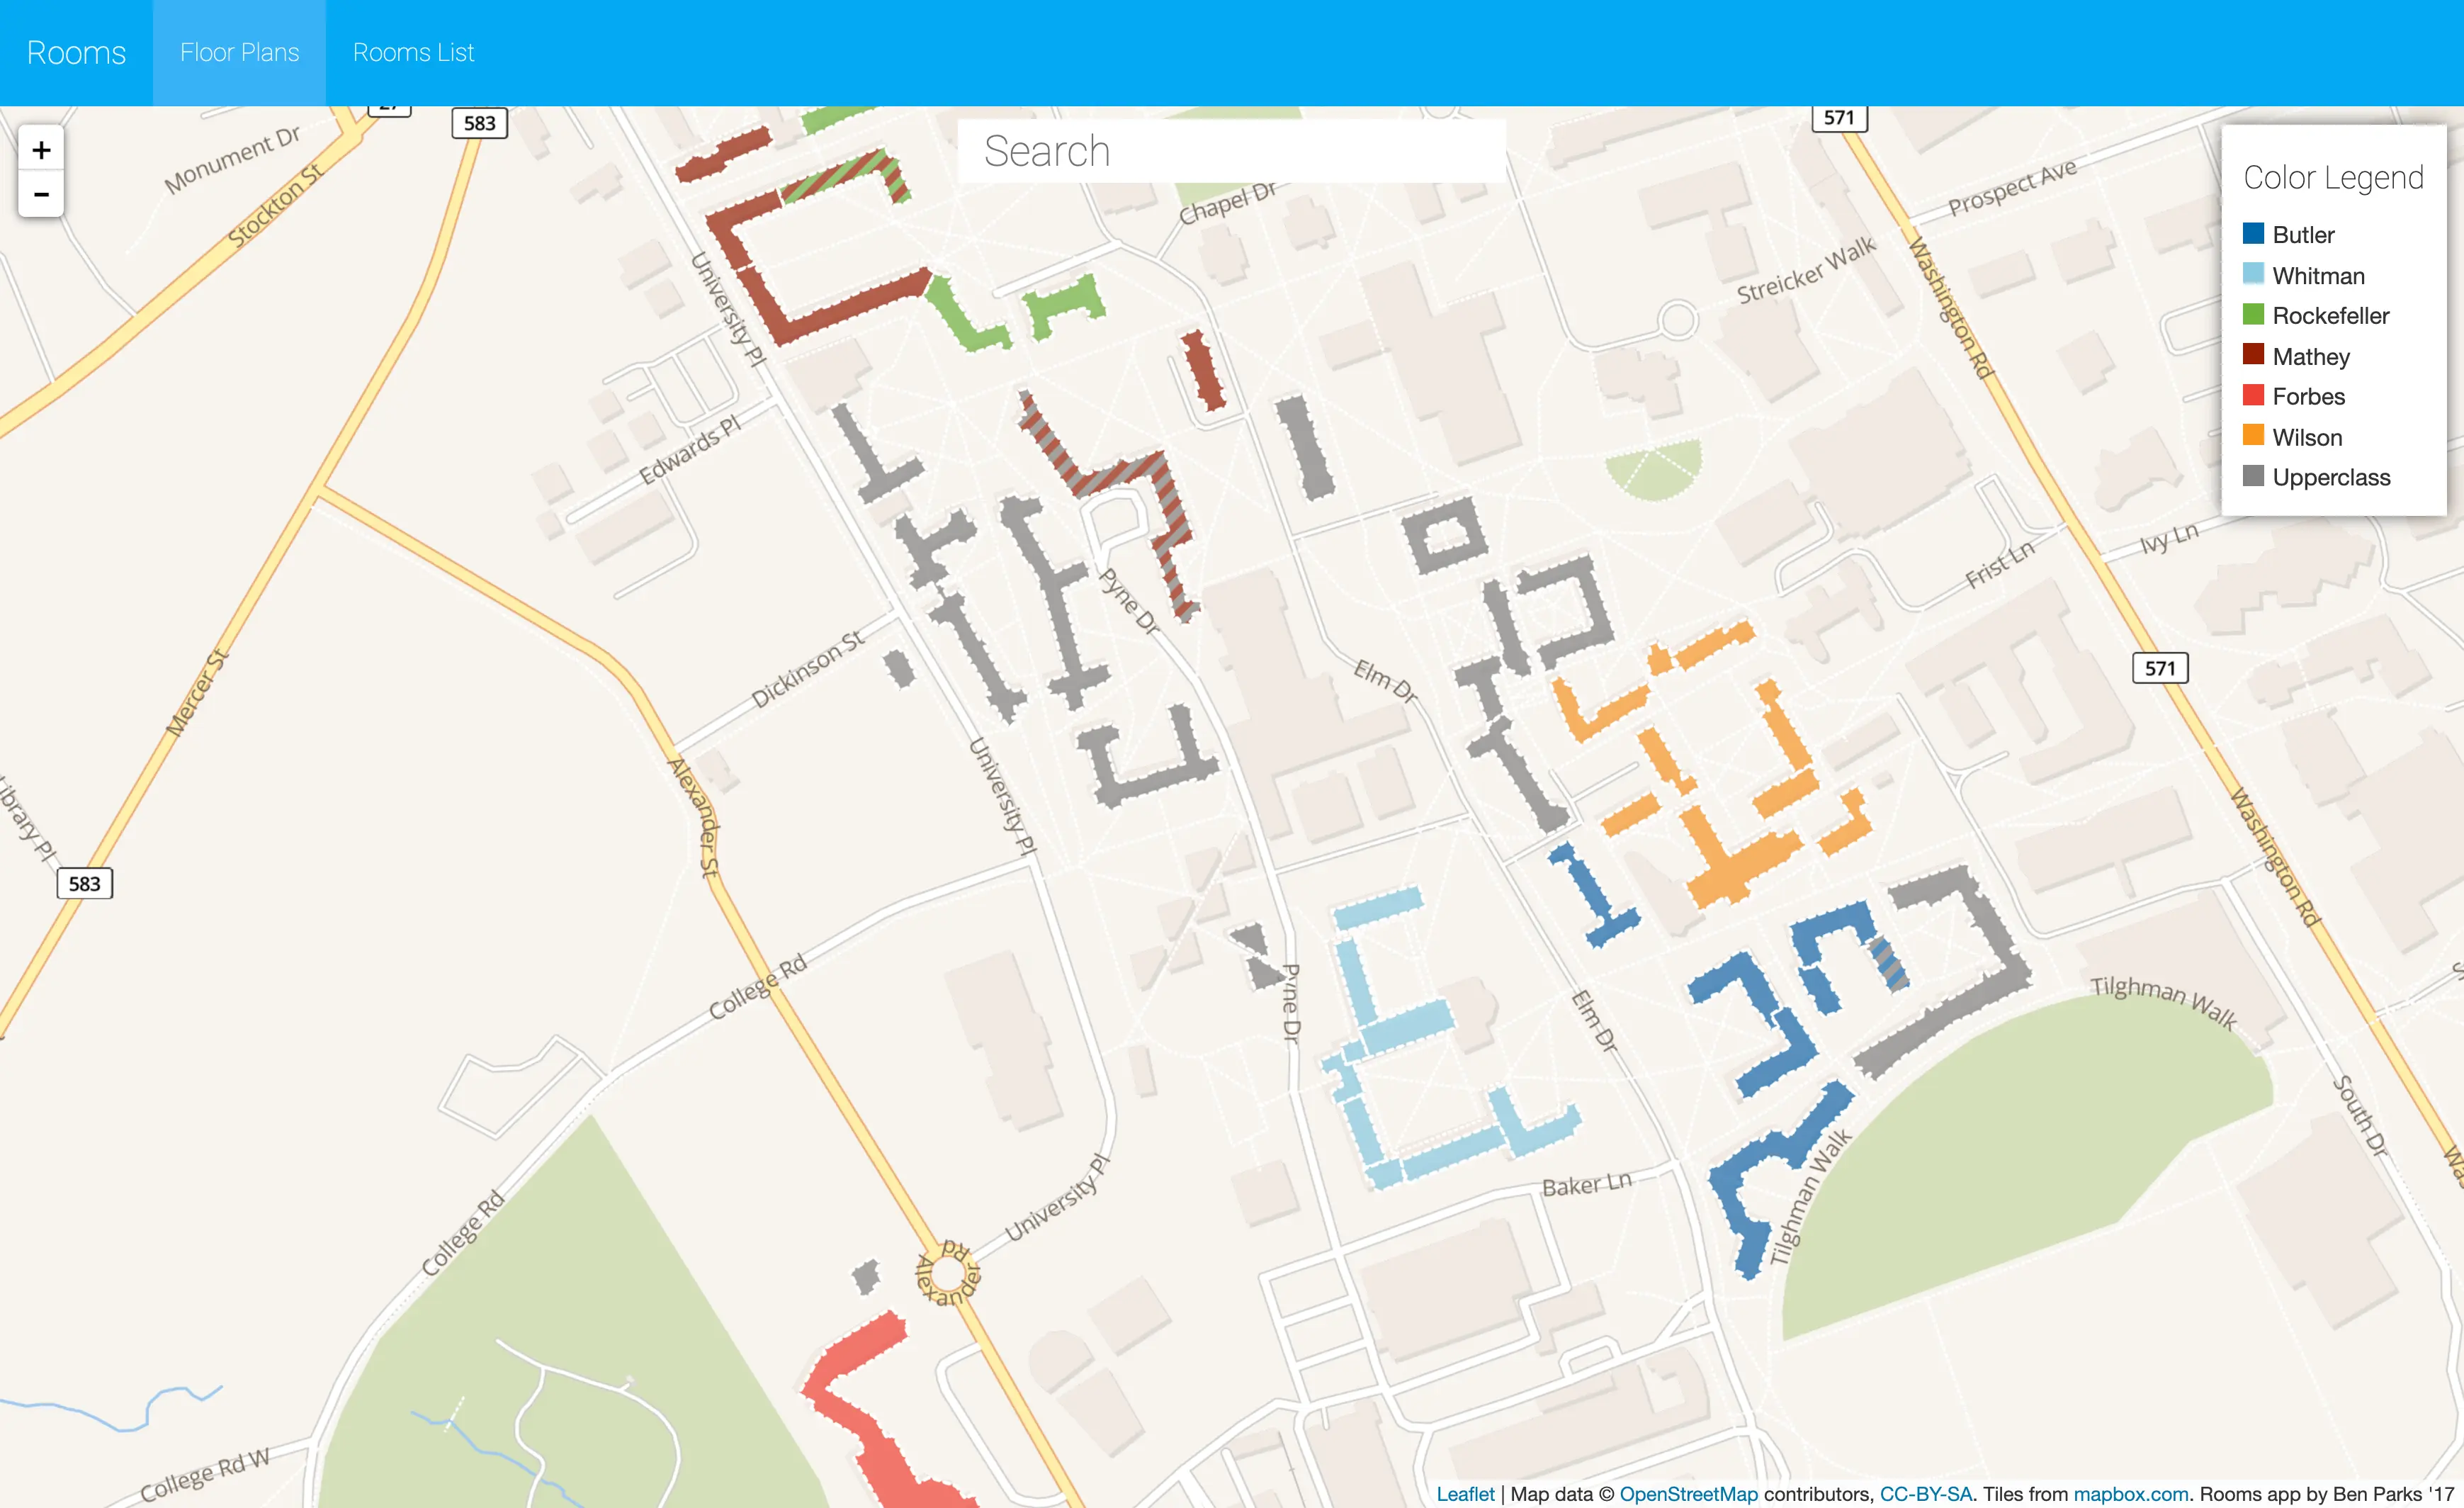 Rooms
Floor Plans
Rooms List
+
-
Search
27
583
571
Monument Dr
Stockton St
Chapel Dr
Prospect Ave
Streicker Walk
Washington Rd
University Pl
Edwards Pl
Color Legend
Butler
Whitman
Rockefeller
Mathey
Forbes
Wilson
Upperclass
Ivy Ln
Frist Ln
Pyne Dr
Dickinson St
Elm Dr
571
Mercer St
University Pl
Alexander St
Library Pl
583
Washington Rd
College Rd
Pyne Dr
Elm Dr
Tilghman Walk
South Dr
Tilghman Walk
Baker Ln
University Pl
College Rd
Alexander Rd
College Rd W
Leaflet | Map data © OpenStreetMap contributors, CC-BY-SA. Tiles from mapbox.com. Rooms app by Ben Parks '17